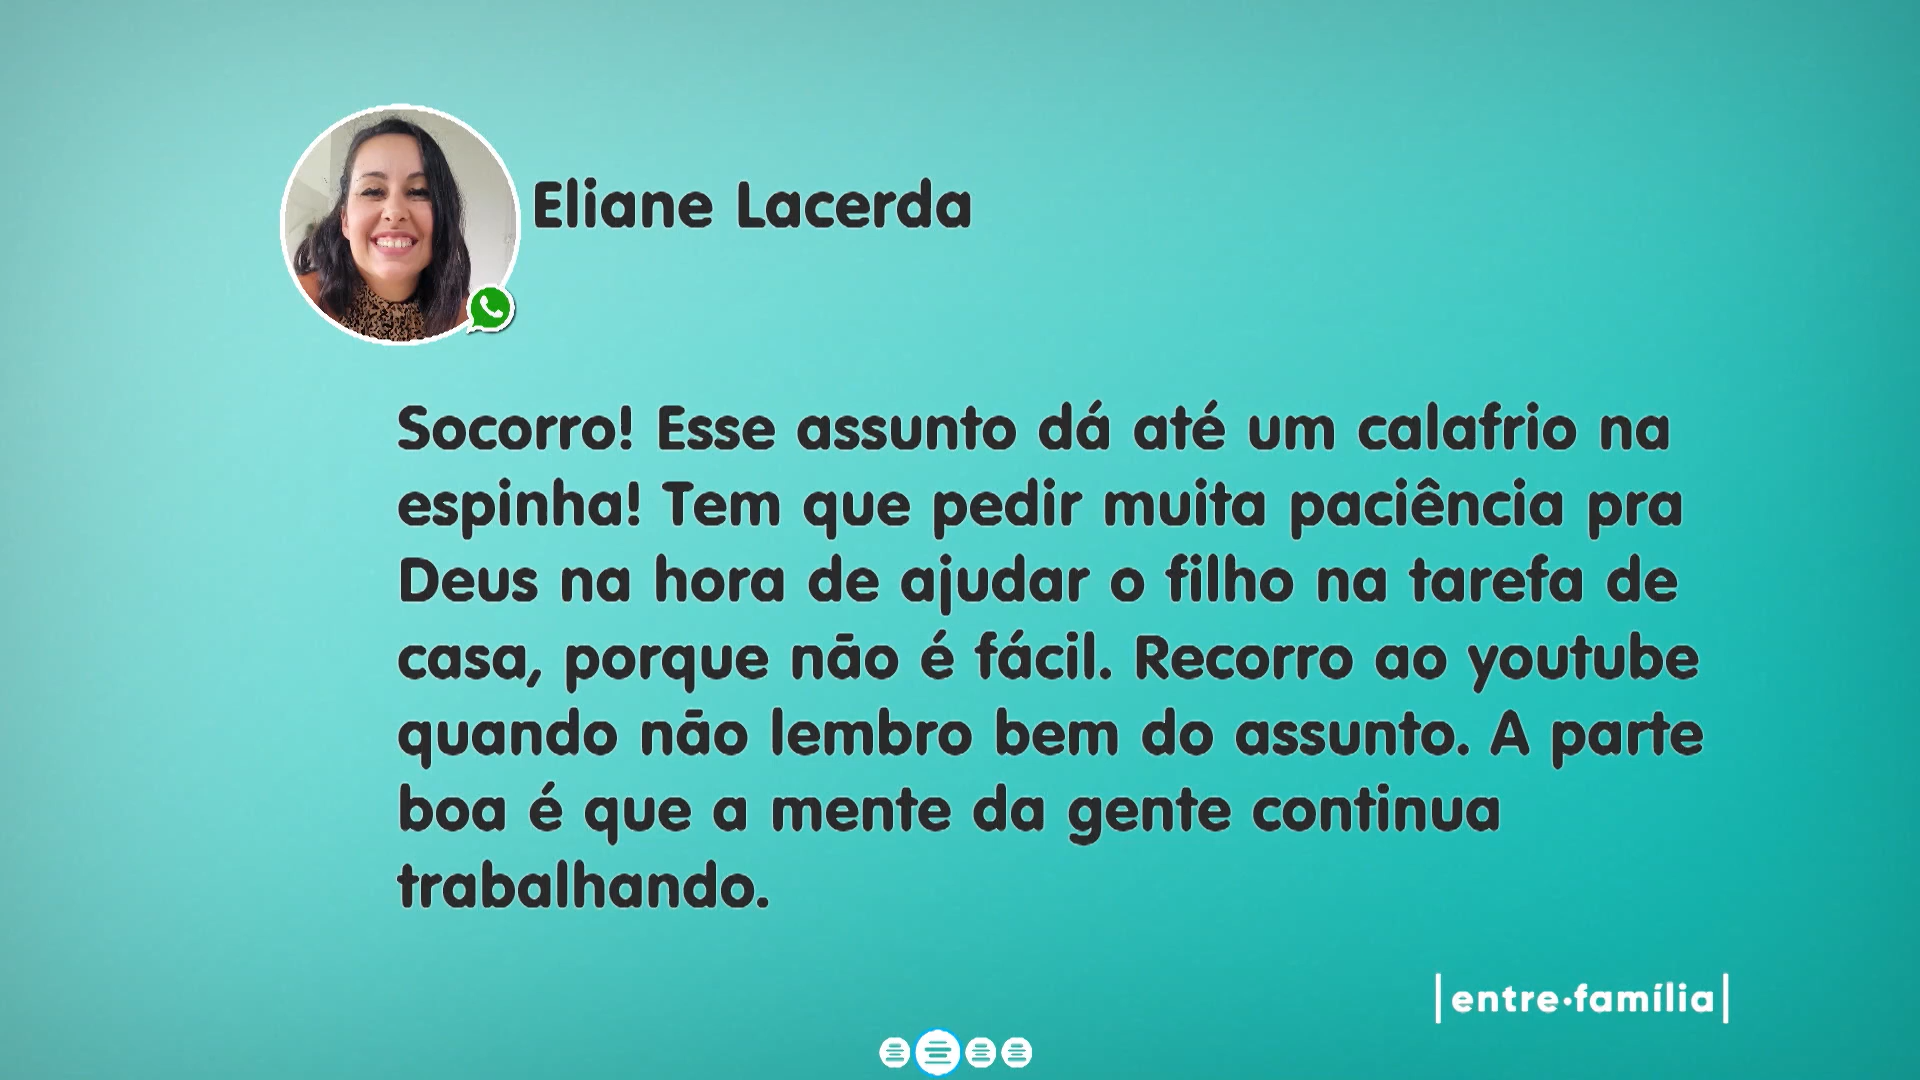 Eliane Lacerda
Socorro! Esse assunto dá até um calafrio na
espinha! Tem que pedir muita paciência pra
Deus na hora de ajudar o filho na tarefa de
casa, porque não é fácil. Recorro ao youtube
quando não lembro bem do assunto. A parte
boa é que a mente da gente continua
trabalhando.
|entre•família|